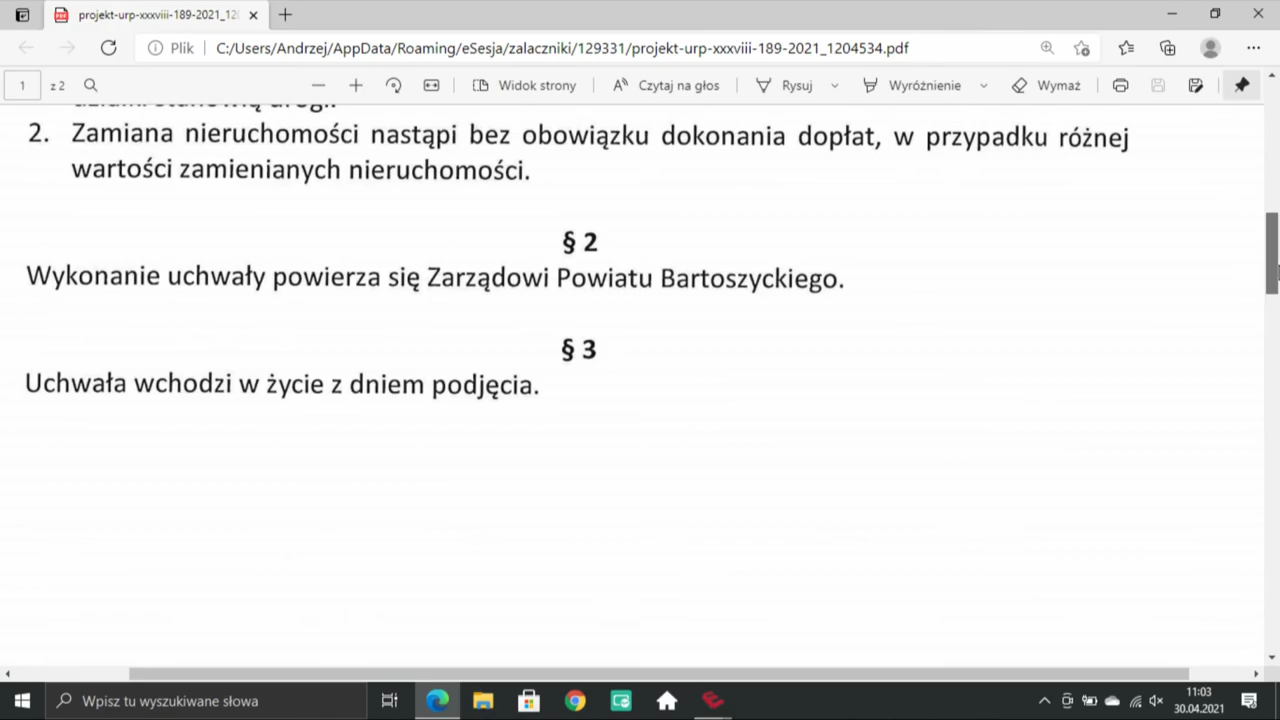 projekt-urp-xxxviii-189-2021_12
Plik
C:/Users/Andrzej/AppData/Roaming/eSesja/zalaczniki/129331/projekt-urp-xxxviii-189-2021_1204534.pdf
1 z 2 Widok strony Czytaj na głos Rysuj Wyróżnienie Wymaż
2. Zamiana nieruchomości nastąpi bez obowiązku dokonania dopłat, w przypadku różnej
wartości zamienianych nieruchomości.
§ 2
Wykonanie uchwały powierza się Zarządowi Powiatu Bartoszyckiego.
§ 3
Uchwała wchodzi w życie z dniem podjęcia.
Wpisz tu wyszukiwane słowa
11:03
30.04.2021